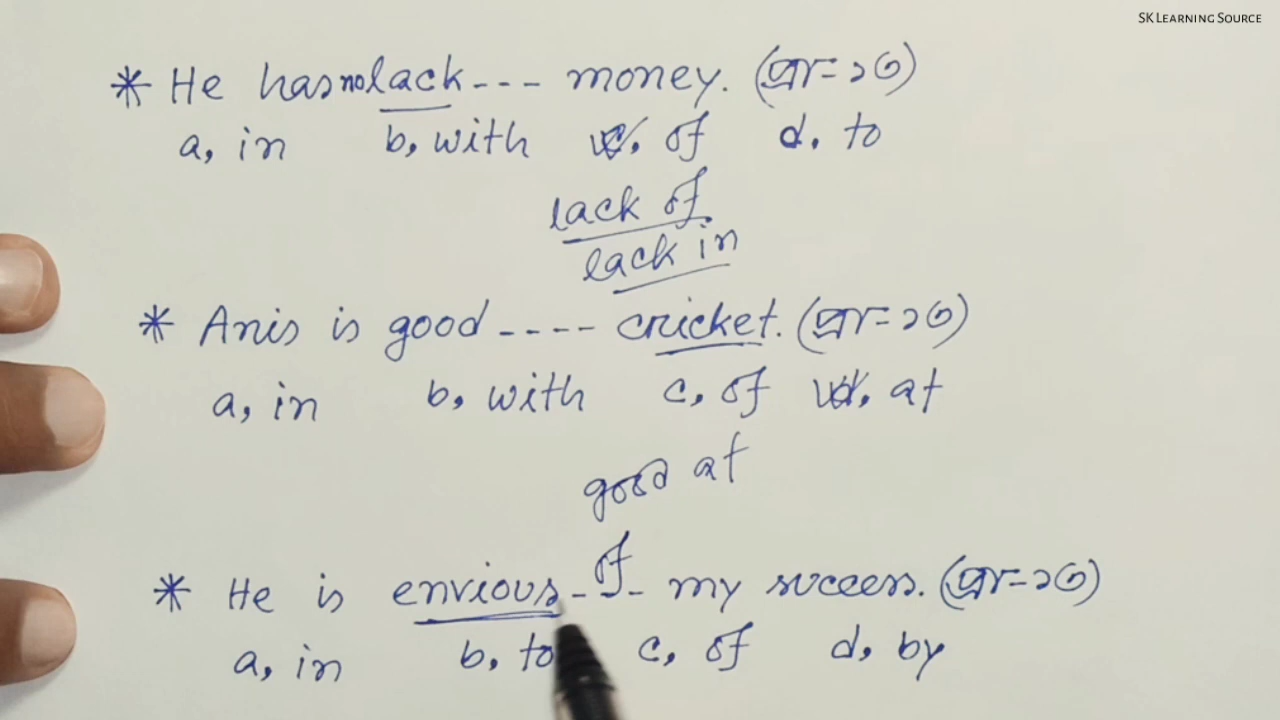 SK LEARNING SOURCE
* He has no lack --- money. (প্রা=১৩)
a, in b, with c, of d. to
lack of
lack in
* Anis is good ---- cricket. (প্রা=১৩)
a, in b, with c, of d, at
good at
* He is envious - of - my success. (প্রা=১৩)
a, in b, to c, of d, by